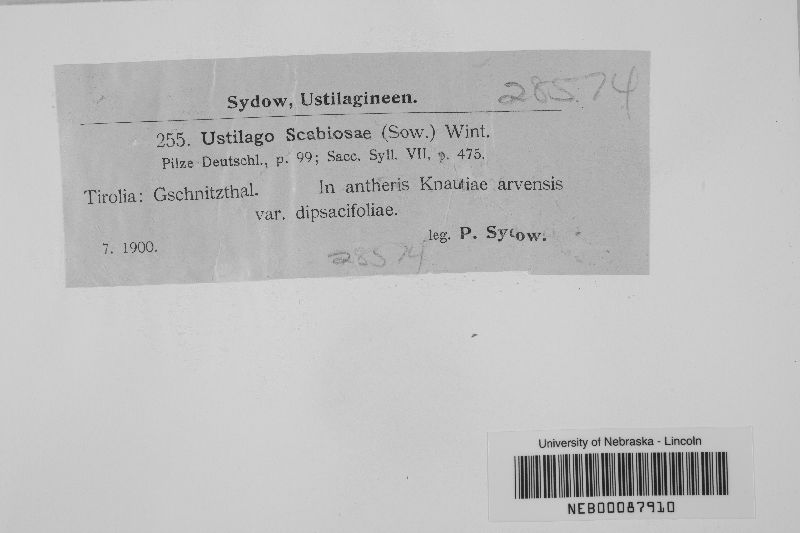 Sydow, Ustilagineen.
28574
255. Ustilago Scabiosae (Sow.) Wint.
Pilze Deutschl., p. 99; Sacc. Syll. VII, p. 475.
Tirolia: Gschnitzthal. In antheris Knautiae arvensis
var. dipsacifoliae.
7. 1900.
leg. P. Sydow.
28574
University of Nebraska - Lincoln
NEB00087910